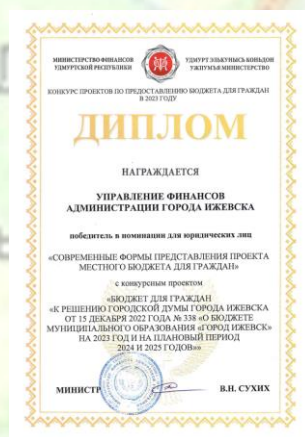 МИНИСТЕРСТВО ФИНАНСОВ
УДМУРТСКОЙ РЕСПУБЛИКИ
УДМУРТ ЭЛЬКУНЫСЬ КОНЬДОН
УЖПУМЪЯ МИНИСТЕРСТВО
КОНКУРС ПРОЕКТОВ ПО ПРЕДОСТАВЛЕНИЮ БЮДЖЕТА ДЛЯ ГРАЖДАН
В 2023 ГОДУ
ДИПЛОМ
НАГРАЖДАЕТСЯ
УПРАВЛЕНИЕ ФИНАНСОВ
АДМИНИСТРАЦИИ ГОРОДА ИЖЕВСКА
победитель в номинации для юридических лиц
«СОВРЕМЕННЫЕ ФОРМЫ ПРЕДСТАВЛЕНИЯ ПРОЕКТА
МЕСТНОГО БЮДЖЕТА ДЛЯ ГРАЖДАН»
с конкурсным проектом
«БЮДЖЕТ ДЛЯ ГРАЖДАН
«К РЕШЕНИЮ ГОРОДСКОЙ ДУМЫ ГОРОДА ИЖЕВСКА
ОТ 15 ДЕКАБРЯ 2022 ГОДА № 338 «О БЮДЖЕТЕ
МУНИЦИПАЛЬНОГО ОБРАЗОВАНИЯ «ГОРОД ИЖЕВСК»
НА 2023 ГОД И НА ПЛАНОВЫЙ ПЕРИОД
2024 И 2025 ГОДОВ»»
МИНИСТР В.Н. СУХИХ